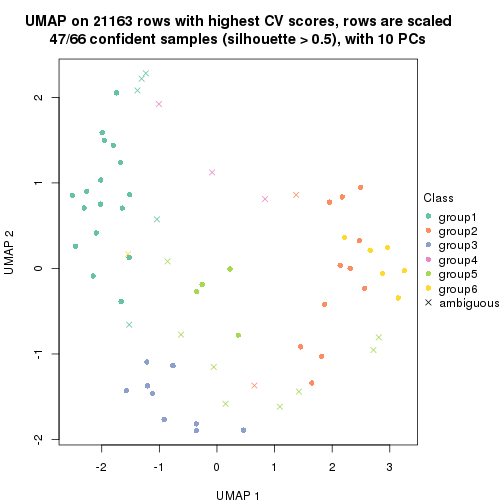 UMAP on 21163 rows with highest CV scores, rows are scaled
47/66 confident samples (silhouette > 0.5), with 10 PCs
2
1
0
-1
-2
UMAP 2
-2
-1
0
1
2
3
UMAP 1
Class
group1
group2
group3
group4
group5
group6
ambiguous